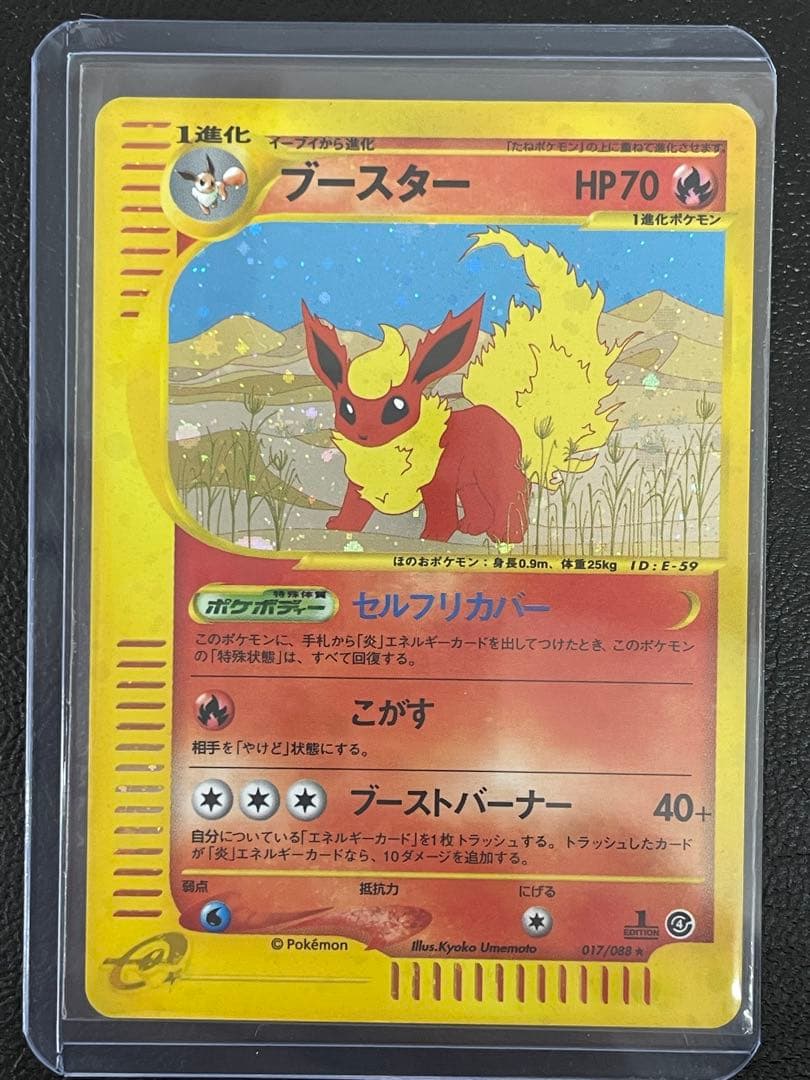 1進化
イーブイから進化
「たねポケモン」の上に重ねて進化させます。
ブースター HP70
1進化ポケモン
ほのおポケモン：身長0.9m、体重25kg ID:E-59
特殊体質
ポケボディー セルフリカバー
このポケモンに、手札から「炎」エネルギーカードを出してつけたとき、このポケモン
の「特殊状態」は、すべて回復する。
こがす
相手を「やけど」状態にする。
ブーストバーナー 40+
自分についている「エネルギーカード」を1枚トラッシュする。トラッシュしたカード
が「炎」エネルギーカードなら、10ダメージを追加する。
弱点 抵抗力 にげる
1
EDITION
4
© Pokémon Illus.Kyoko Umemoto 017/088 ★
e